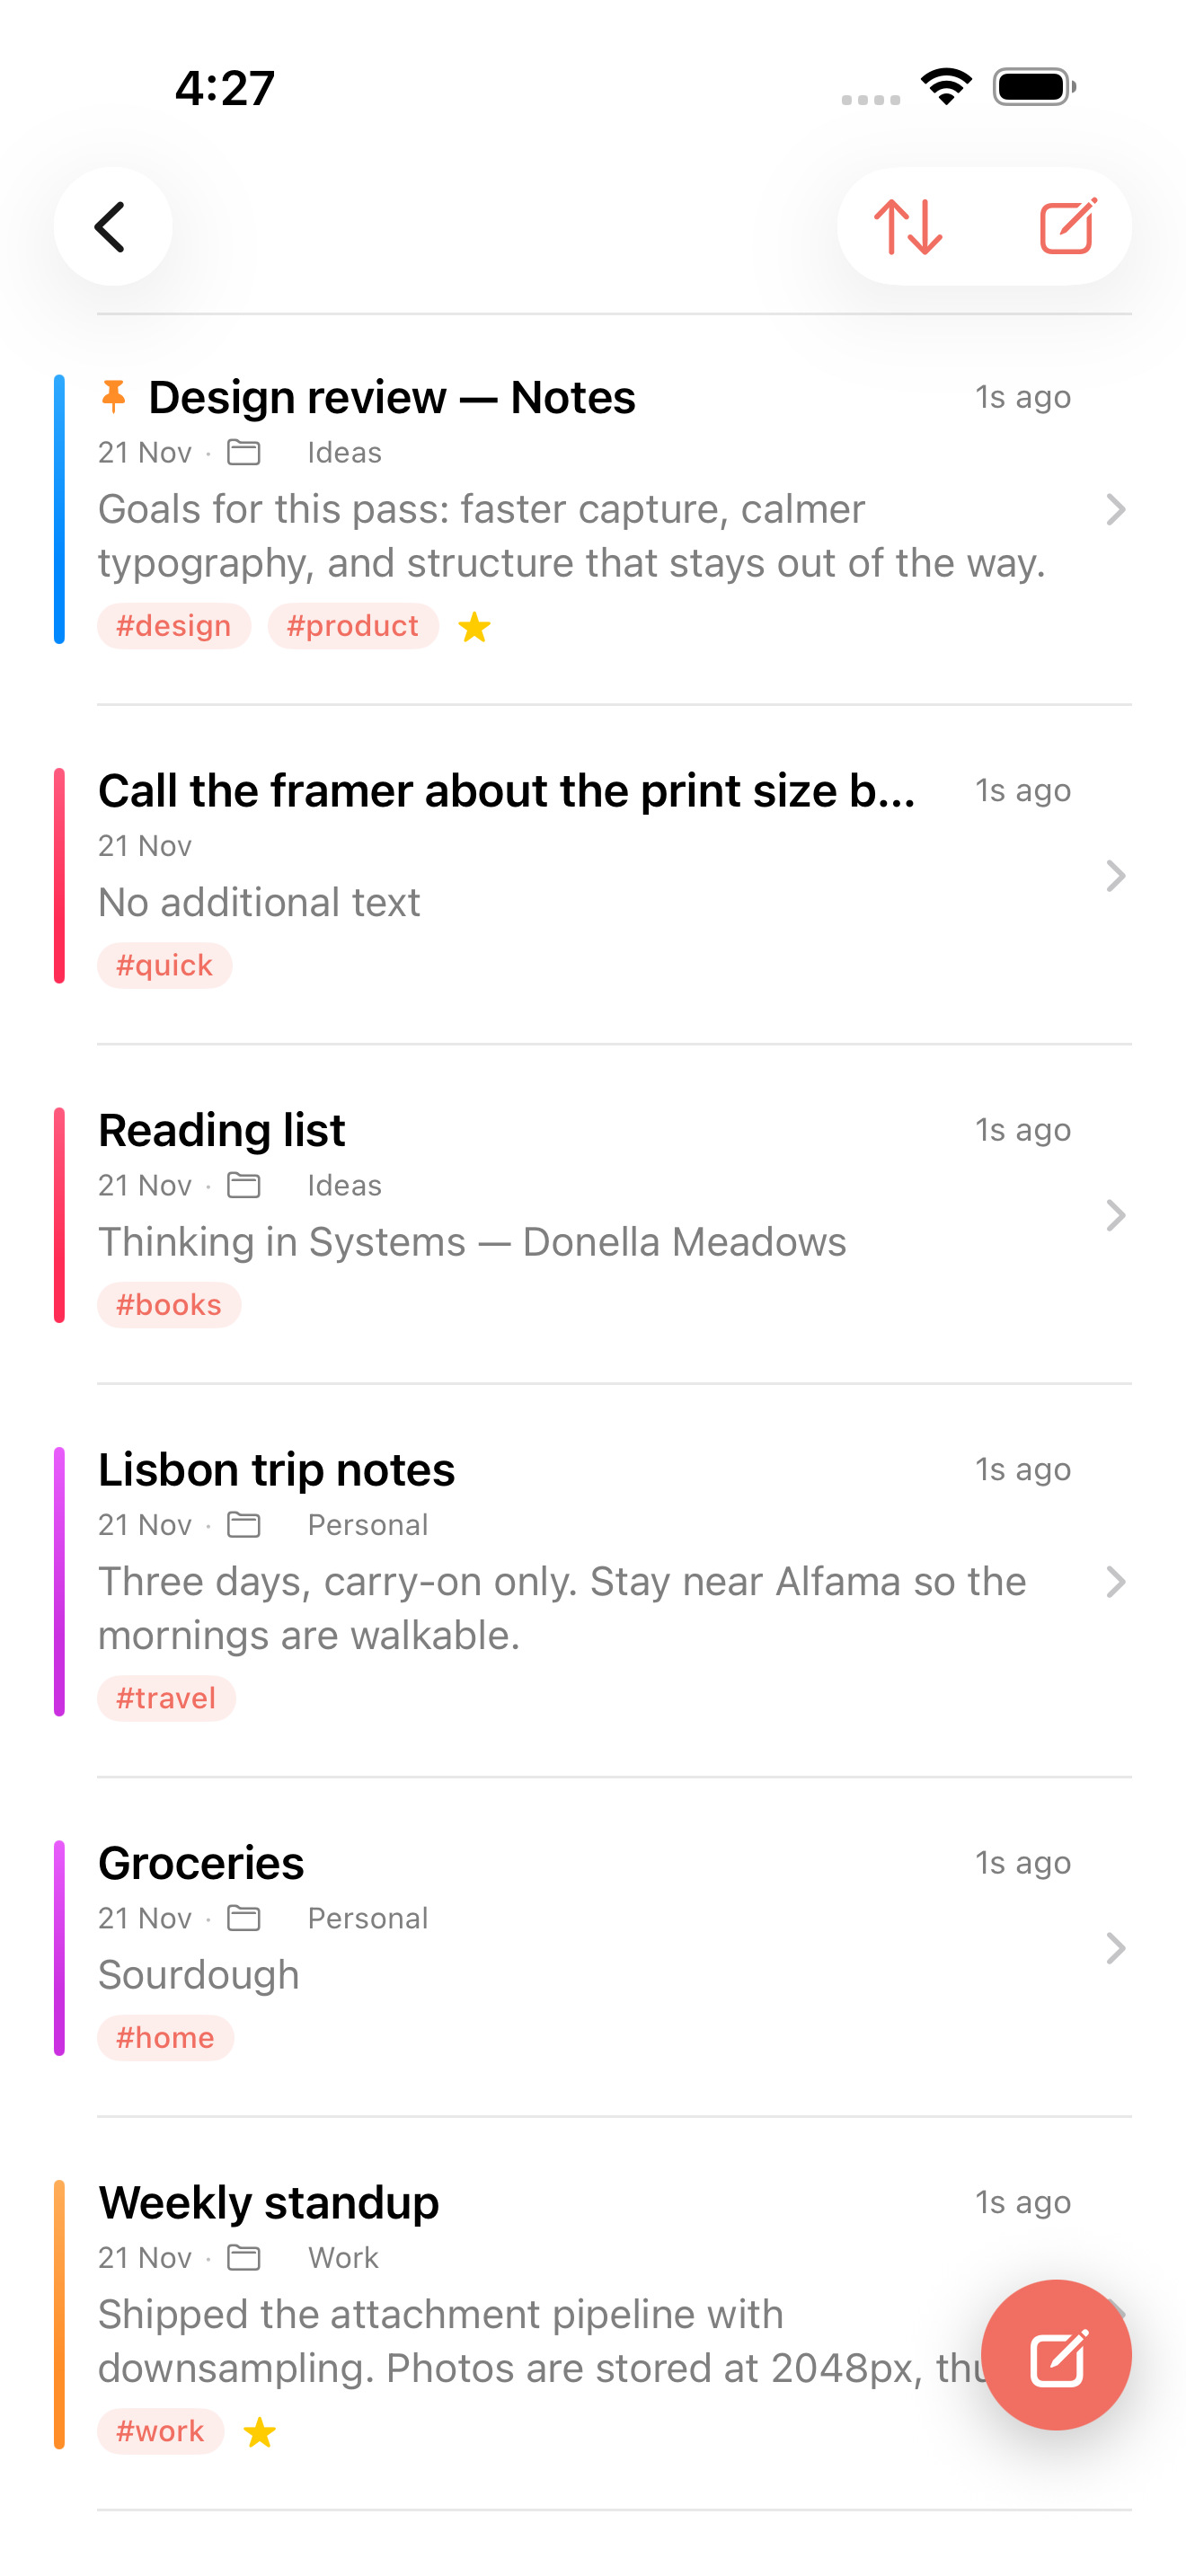 4:27
Design review — Notes 1s ago
21 Nov · Ideas
Goals for this pass: faster capture, calmer
typography, and structure that stays out of the way.
#design #product
Call the framer about the print size b... 1s ago
21 Nov
No additional text
#quick
Reading list 1s ago
21 Nov · Ideas
Thinking in Systems — Donella Meadows
#books
Lisbon trip notes 1s ago
21 Nov · Personal
Three days, carry-on only. Stay near Alfama so the
mornings are walkable.
#travel
Groceries 1s ago
21 Nov · Personal
Sourdough
#home
Weekly standup 1s ago
21 Nov · Work
Shipped the attachment pipeline with
downsampling. Photos are stored at 2048px,
#work